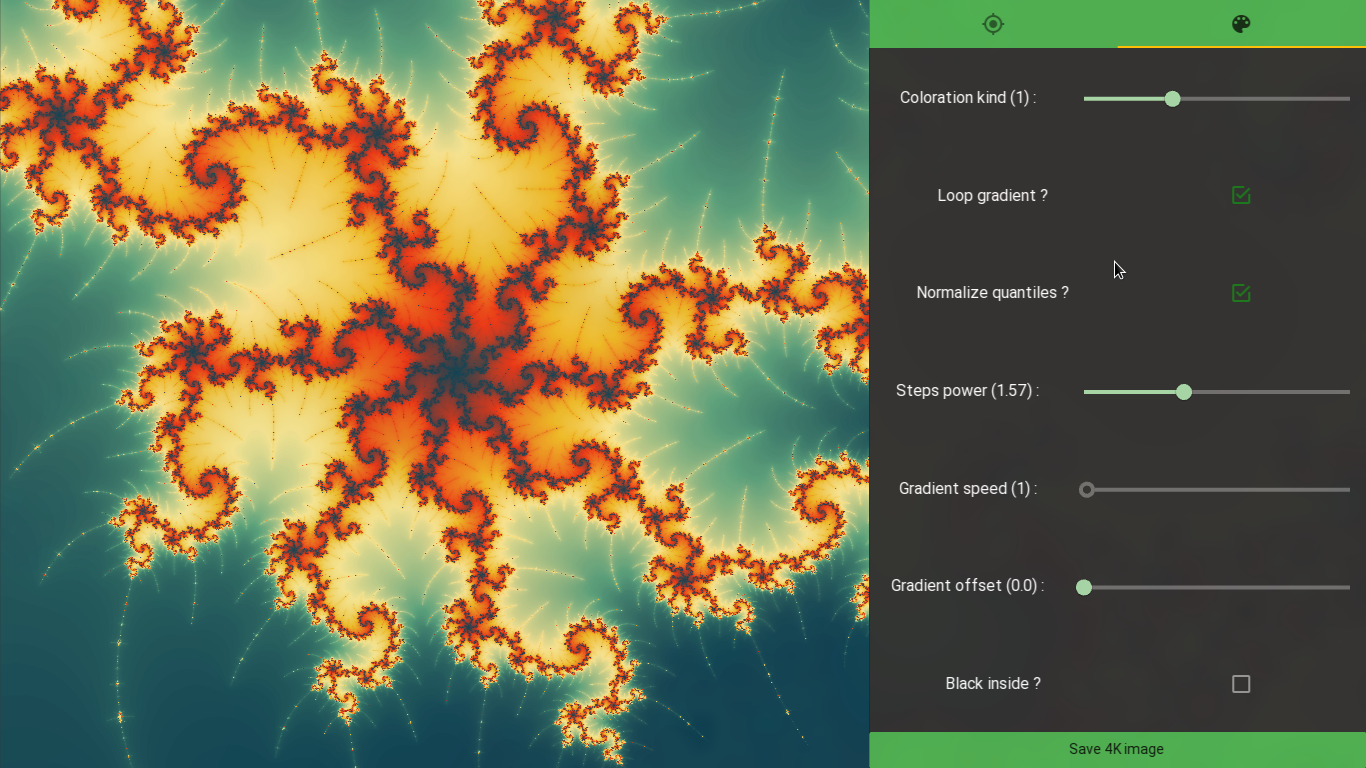 Coloration kind (1) :
Loop gradient ?
Normalize quantiles ?
Steps power (1.57) :
Gradient speed (1) :
Gradient offset (0.0) :
Black inside ?
Save 4K image